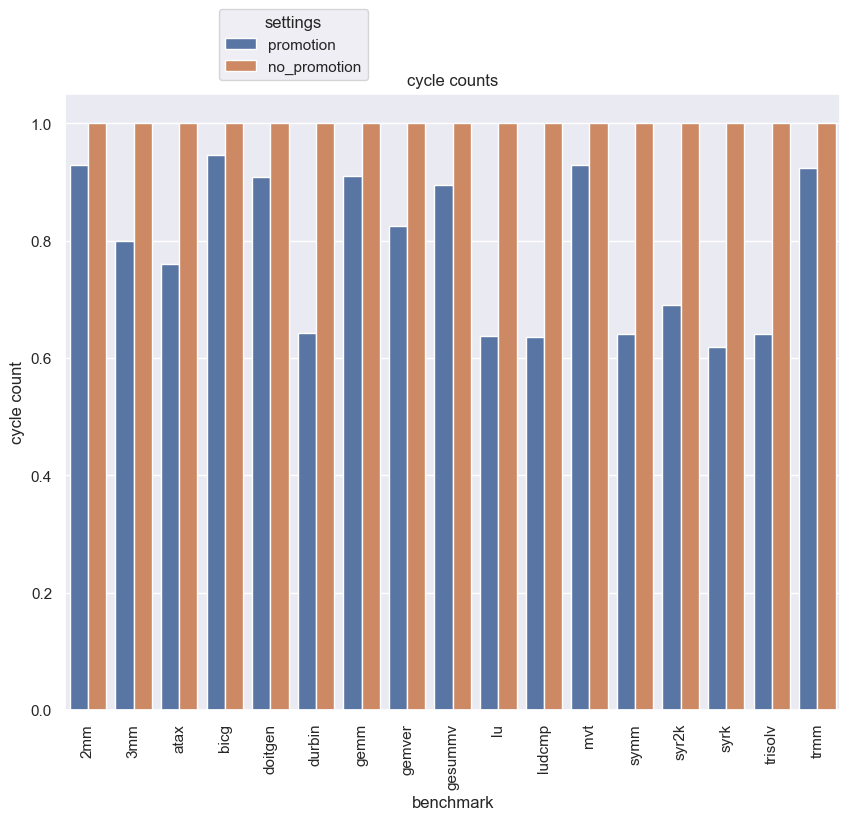 settings
promotion
no_promotion
cycle counts
cycle count
1.0
0.8
0.6
0.4
0.2
0.0
2mm
3mm
atax
bicg
doitgen
durbin
gemm
gemver
gesummv
lu
ludcmp
mvt
symm
syr2k
syrk
trisolv
trmm
benchmark